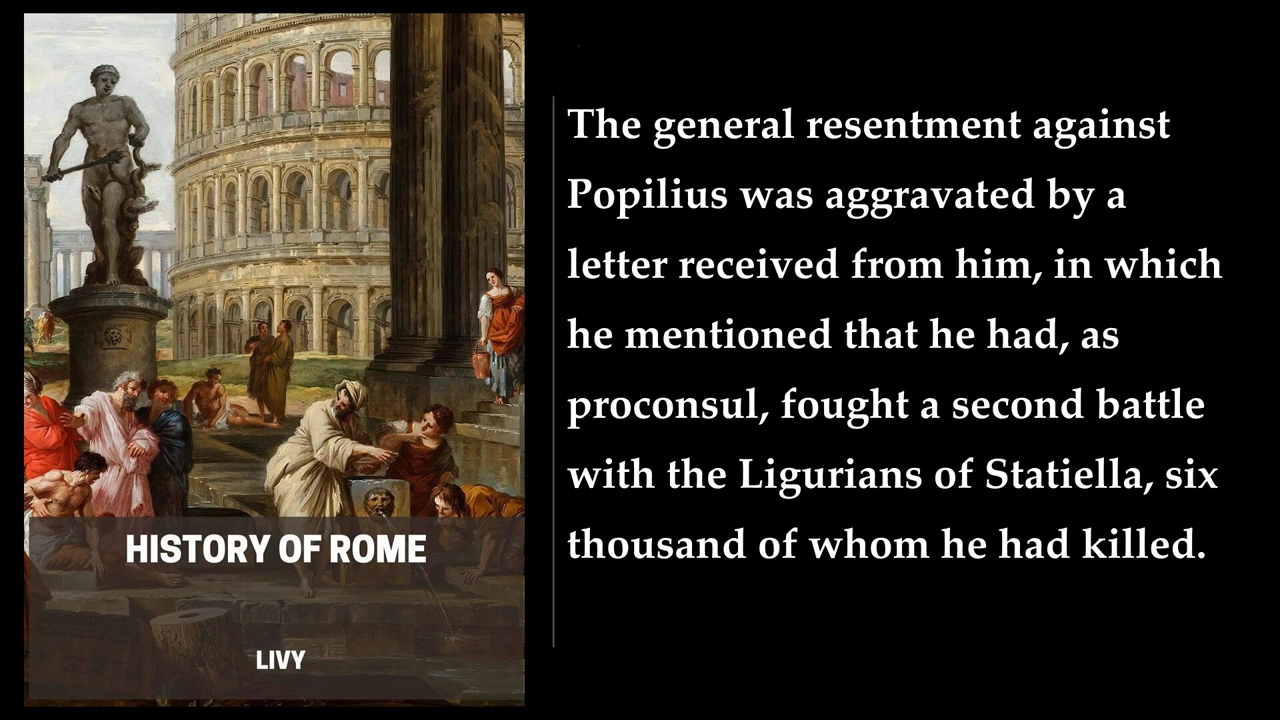 HISTORY OF ROME
LIVY
The general resentment against
Popilius was aggravated by a
letter received from him, in which
he mentioned that he had, as
proconsul, fought a second battle
with the Ligurians of Statiella, six
thousand of whom he had killed.